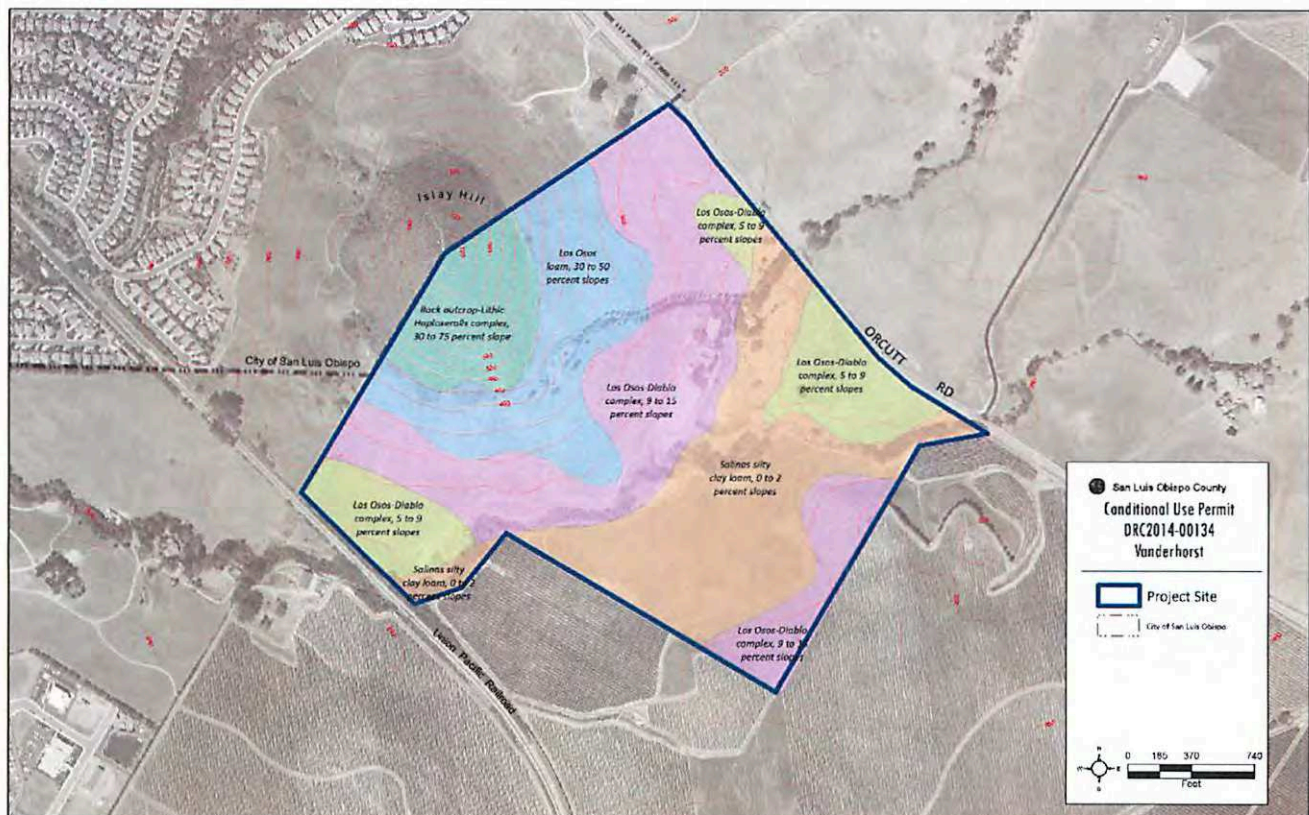 Islay Hill
Los Osos-Diablo
complex, 5 to 9
percent slopes
Los Osos
loam, 30 to 50
percent slopes
Rock outcrop-Lithic
Haploxerolls complex,
30 to 75 percent slope
City of San Luis Obispo
ORCUTT RD
Los Osos-Diablo
complex, 5 to 9
percent slopes
Los Osos-Diablo
complex, 9 to 15
percent slopes
Salinas silty
clay loam, 0 to 2
percent slopes
Los Osos-Diablo
complex, 5 to 9
percent slopes
Salinas silty
clay loam, 0 to 2
percent slopes
Union Pacific Railroad
Los Osos-Diablo
complex, 9 to 15
percent slopes
San Luis Obispo County
Conditional Use Permit
DRC2014-00134
Vanderhorst
Project Site
City of San Luis Obispo
N
W E
S
0 185 370 740
Feet